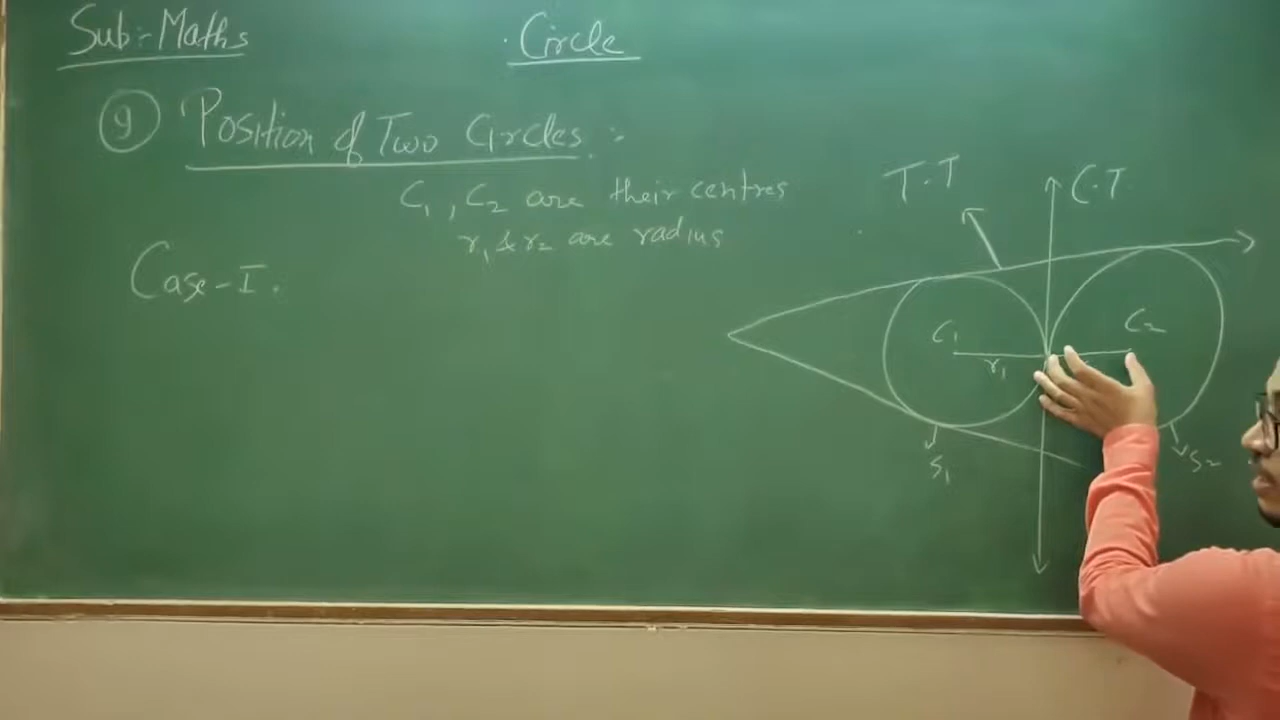 Sub:- Maths
Circle
9 Position of Two Circles :-
C1, C2 are their centres
r1 & r2 are radius
Case-I.
T.T
C.T
C1
C2
r1
S1
S2